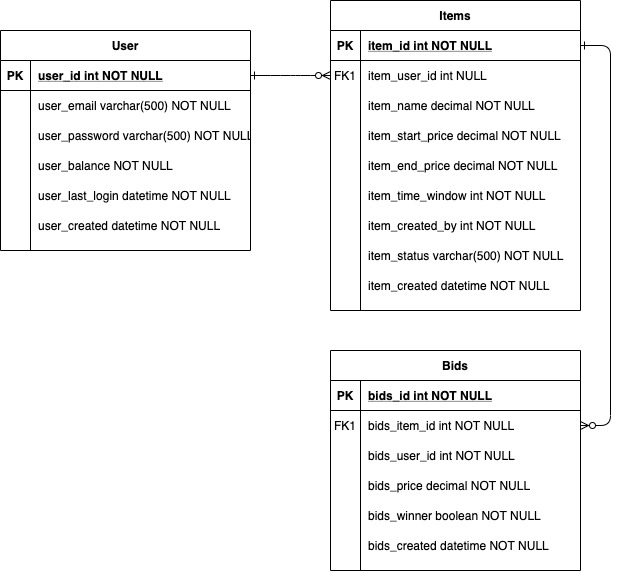 User
PK user_id int NOT NULL
user_email varchar(500) NOT NULL
user_password varchar(500) NOT NULL
user_balance NOT NULL
user_last_login datetime NOT NULL
user_created datetime NOT NULL
Items
PK item_id int NOT NULL
FK1 item_user_id int NULL
item_name decimal NOT NULL
item_start_price decimal NOT NULL
item_end_price decimal NOT NULL
item_time_window int NOT NULL
item_created_by int NOT NULL
item_status varchar(500) NOT NULL
item_created datetime NOT NULL
Bids
PK bids_id int NOT NULL
FK1 bids_item_id int NOT NULL
bids_user_id int NOT NULL
bids_price decimal NOT NULL
bids_winner boolean NOT NULL
bids_created datetime NOT NULL